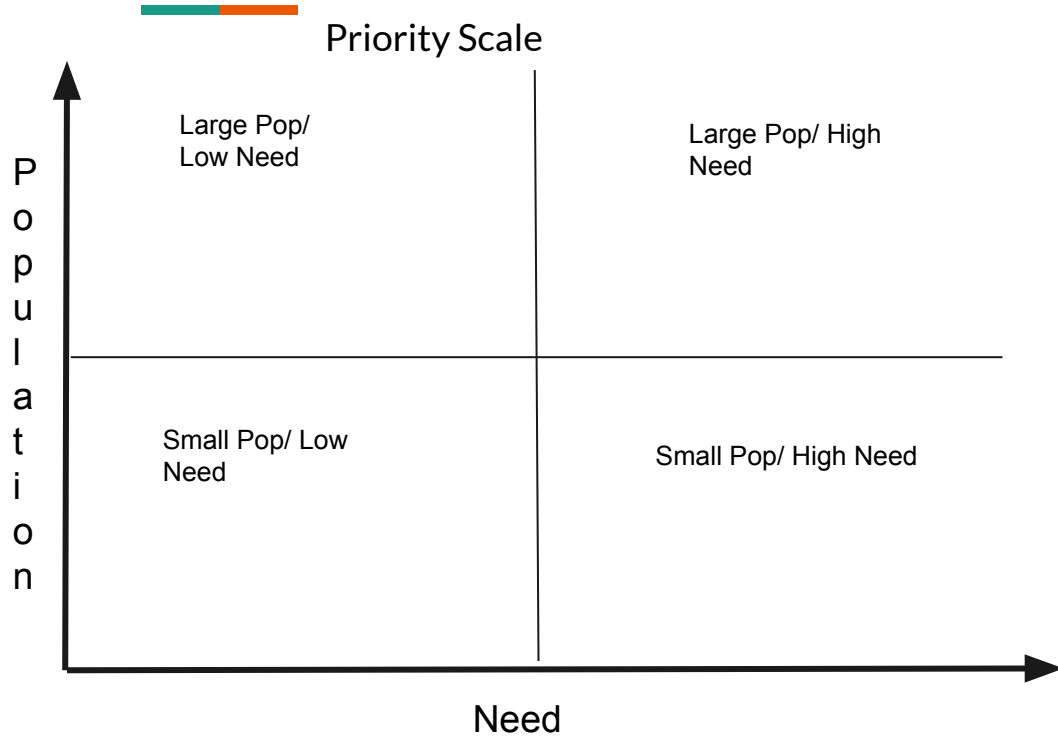 Priority Scale
Large Pop/
Low Need
Large Pop/ High
Need
Population
Small Pop/ Low
Need
Small Pop/ High Need
Need